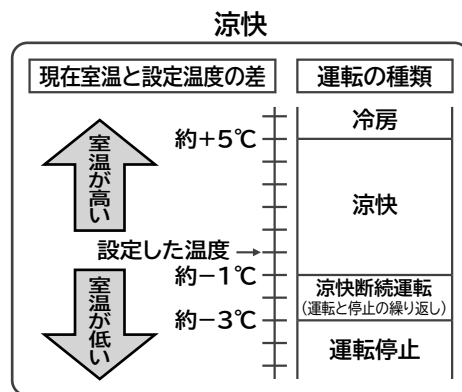 涼快
現在室温と設定温度の差
運転の種類
冷房
約+5℃
室温が高い
涼快
設定した温度→
約−1℃
涼快断続運転
(運転と停止の繰り返し)
約−3℃
室温が低い
運転停止